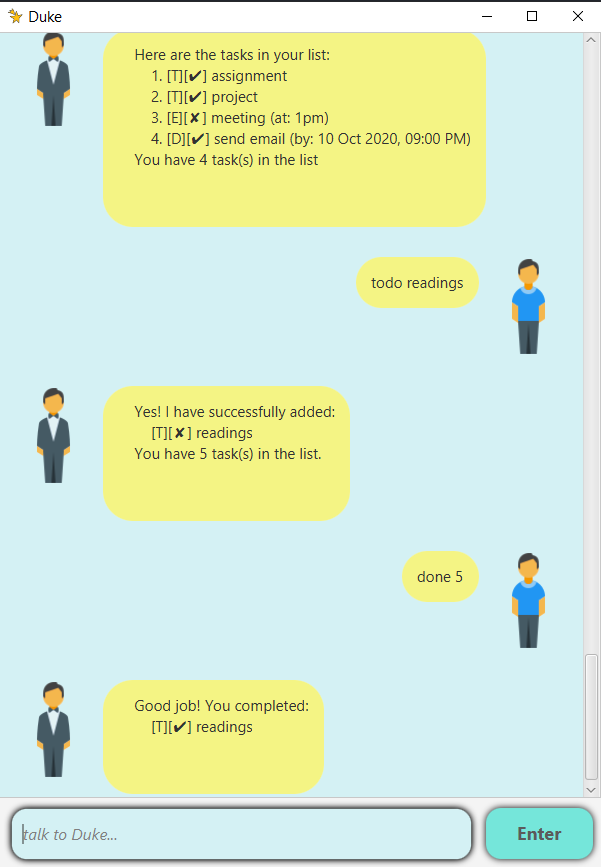 Duke
Here are the tasks in your list:
1. [T][✔] assignment
2. [T][✔] project
3. [E][✘] meeting (at: 1pm)
4. [D][✔] send email (by: 10 Oct 2020, 09:00 PM)
You have 4 task(s) in the list
todo readings
Yes! I have successfully added:
[T][✘] readings
You have 5 task(s) in the list.
done 5
Good job! You completed:
[T][✔] readings
talk to Duke...
Enter